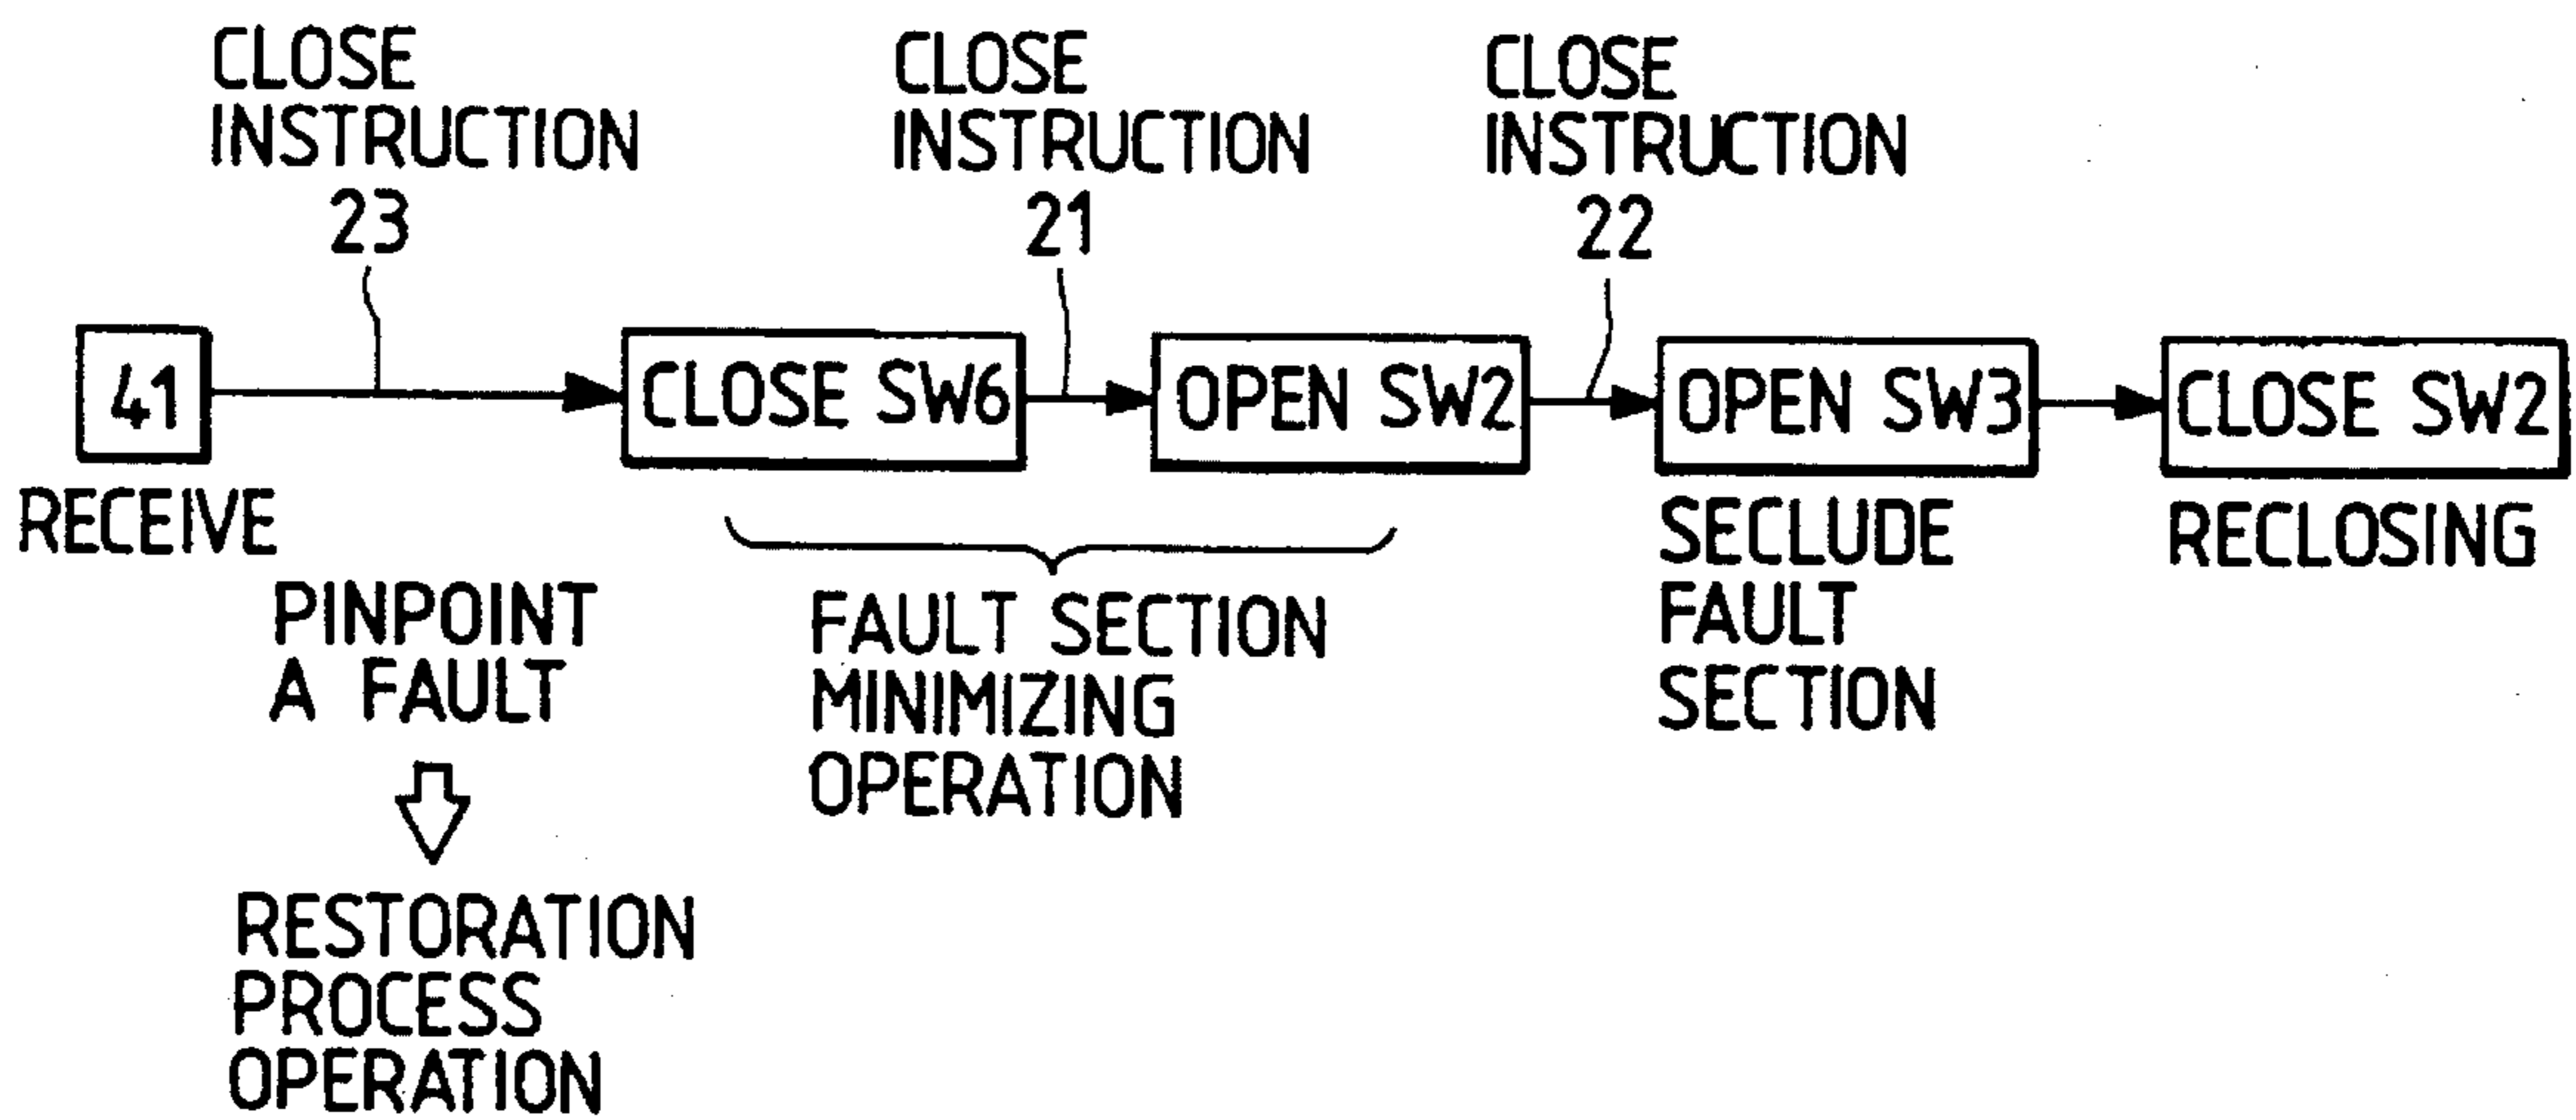 CLOSE
INSTRUCTION
23
CLOSE
INSTRUCTION
21
CLOSE
INSTRUCTION
22
41
CLOSE SW6
OPEN SW2
OPEN SW3
CLOSE SW2
RECEIVE
PINPOINT
A FAULT
RESTORATION
PROCESS
OPERATION
FAULT SECTION
MINIMIZING
OPERATION
SECLUDE
FAULT
SECTION
RECLOSING